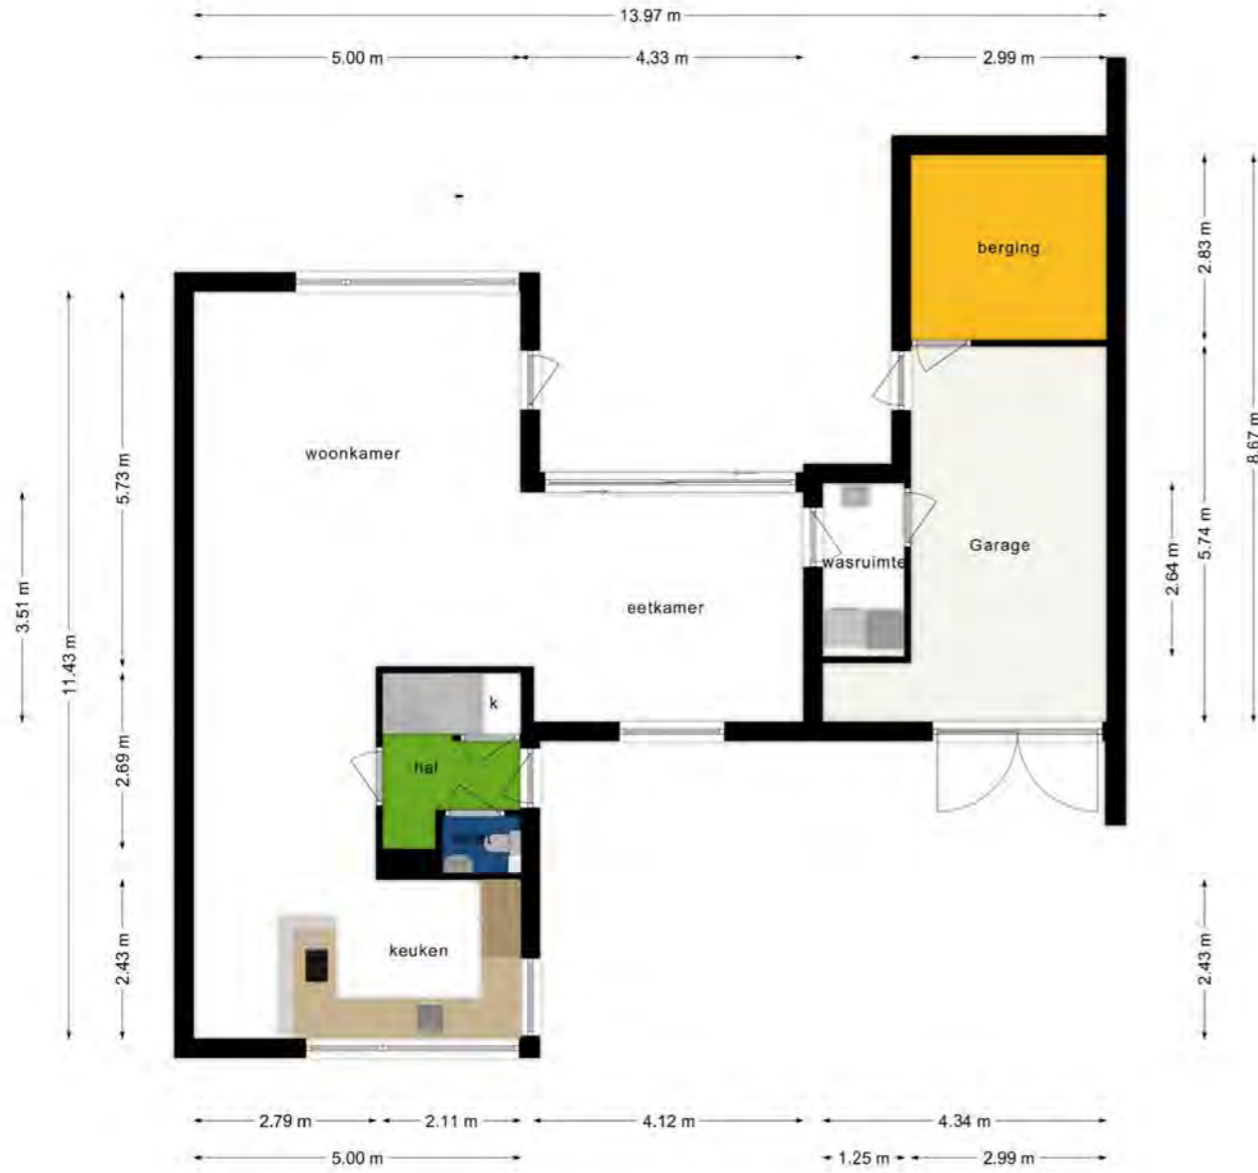 13.97 m
5.00 m
4.33 m
2.99 m
berging
2.83 m
8.67 m
woonkamer
5.73 m
3.51 m
11.43 m
Garage
5.74 m
2.64 m
wasruimte
eetkamer
k
hal
2.69 m
keuken
2.43 m
2.43 m
2.79 m
2.11 m
4.12 m
4.34 m
5.00 m
1.25 m
2.99 m